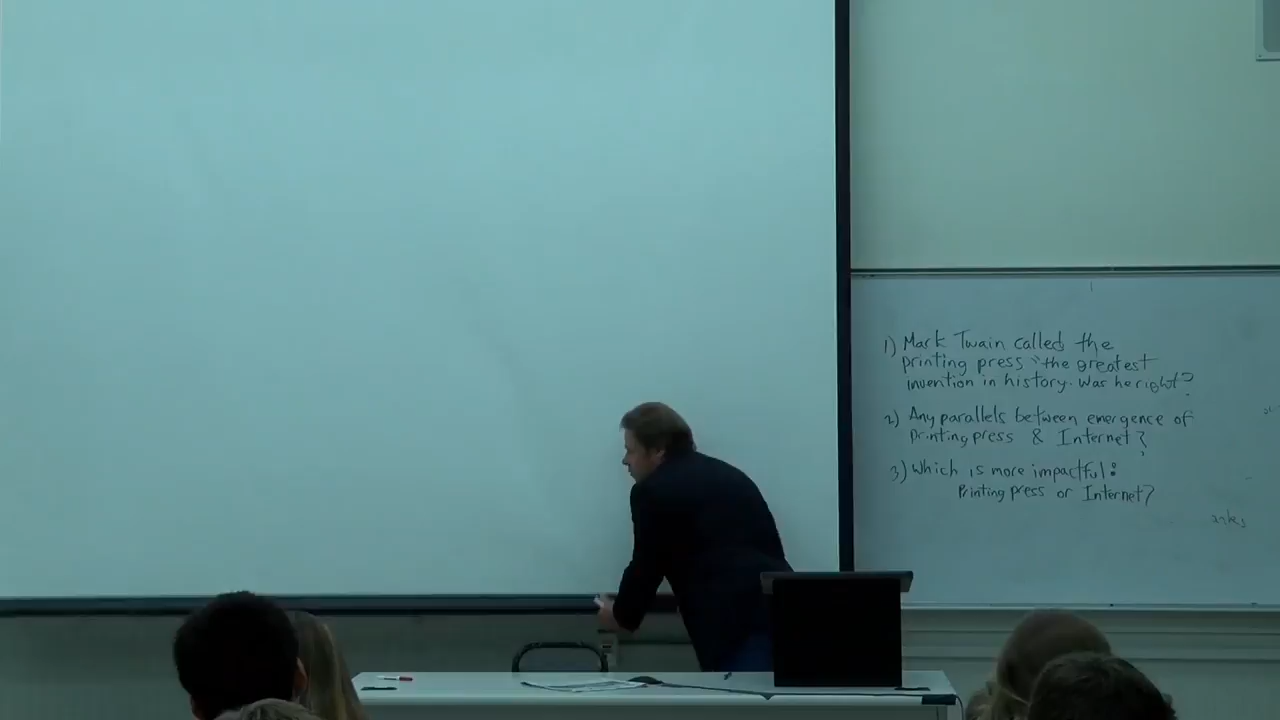 1) Mark Twain called the
printing press "the greatest
invention in history. Was he right?
2) Any parallels between emergence of
Printing press & Internet?
3) Which is more impactful:
Printing press or Internet?